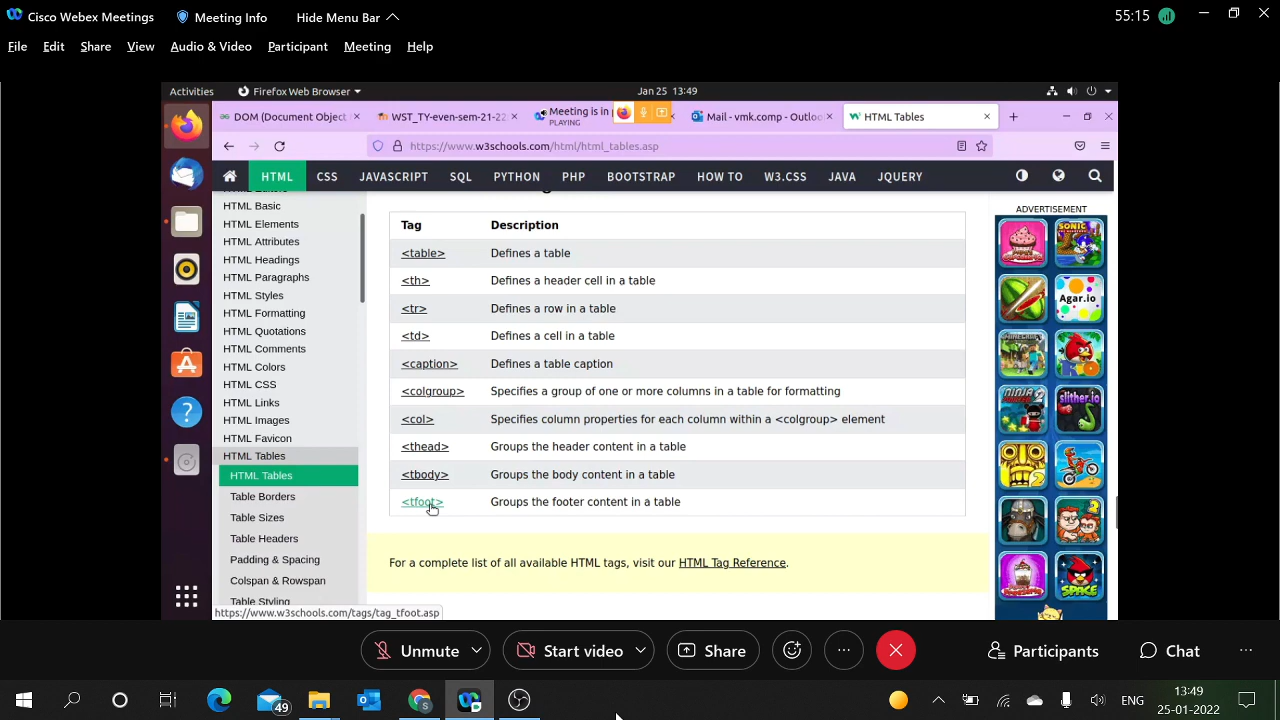 Cisco Webex Meetings
Meeting Info
Hide Menu Bar
55:15
File Edit Share View Audio & Video Participant Meeting Help
Activities
Firefox Web Browser
Jan 25 13:49
DOM (Document Object
WST_TY-even-sem-21-22
Meeting is in p
PLAYING
Mail - vmk.comp - Outloo
HTML Tables
https://www.w3schools.com/html/html_tables.asp
HTML CSS JAVASCRIPT SQL PYTHON PHP BOOTSTRAP HOW TO W3.CSS JAVA JQUERY
HTML Basic
HTML Elements
HTML Attributes
HTML Headings
HTML Paragraphs
HTML Styles
HTML Formatting
HTML Quotations
HTML Comments
HTML Colors
HTML CSS
HTML Links
HTML Images
HTML Favicon
HTML Tables
HTML Tables
Table Borders
Table Sizes
Table Headers
Padding & Spacing
Colspan & Rowspan
Table Styling
https://www.w3schools.com/tags/tag_tfoot.asp
Tag Description
<table> Defines a table
<th> Defines a header cell in a table
<tr> Defines a row in a table
<td> Defines a cell in a table
<caption> Defines a table caption
<colgroup> Specifies a group of one or more columns in a table for formatting
<col> Specifies column properties for each column within a <colgroup> element
<thead> Groups the header content in a table
<tbody> Groups the body content in a table
<tfoot> Groups the footer content in a table
For a complete list of all available HTML tags, visit our HTML Tag Reference.
ADVERTISEMENT
SONIC
Agar.io
slither.io
SPACE
Unmute
Start video
Share
Participants
Chat
49
ENG
13:49
25-01-2022